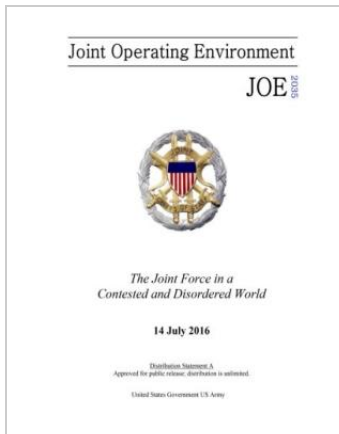 Joint Operating Environment
JOE 2035
The Joint Force in a
Contested and Disordered World
14 July 2016
Distribution Statement A
Approved for public release; distribution is unlimited.
United States Government US Army